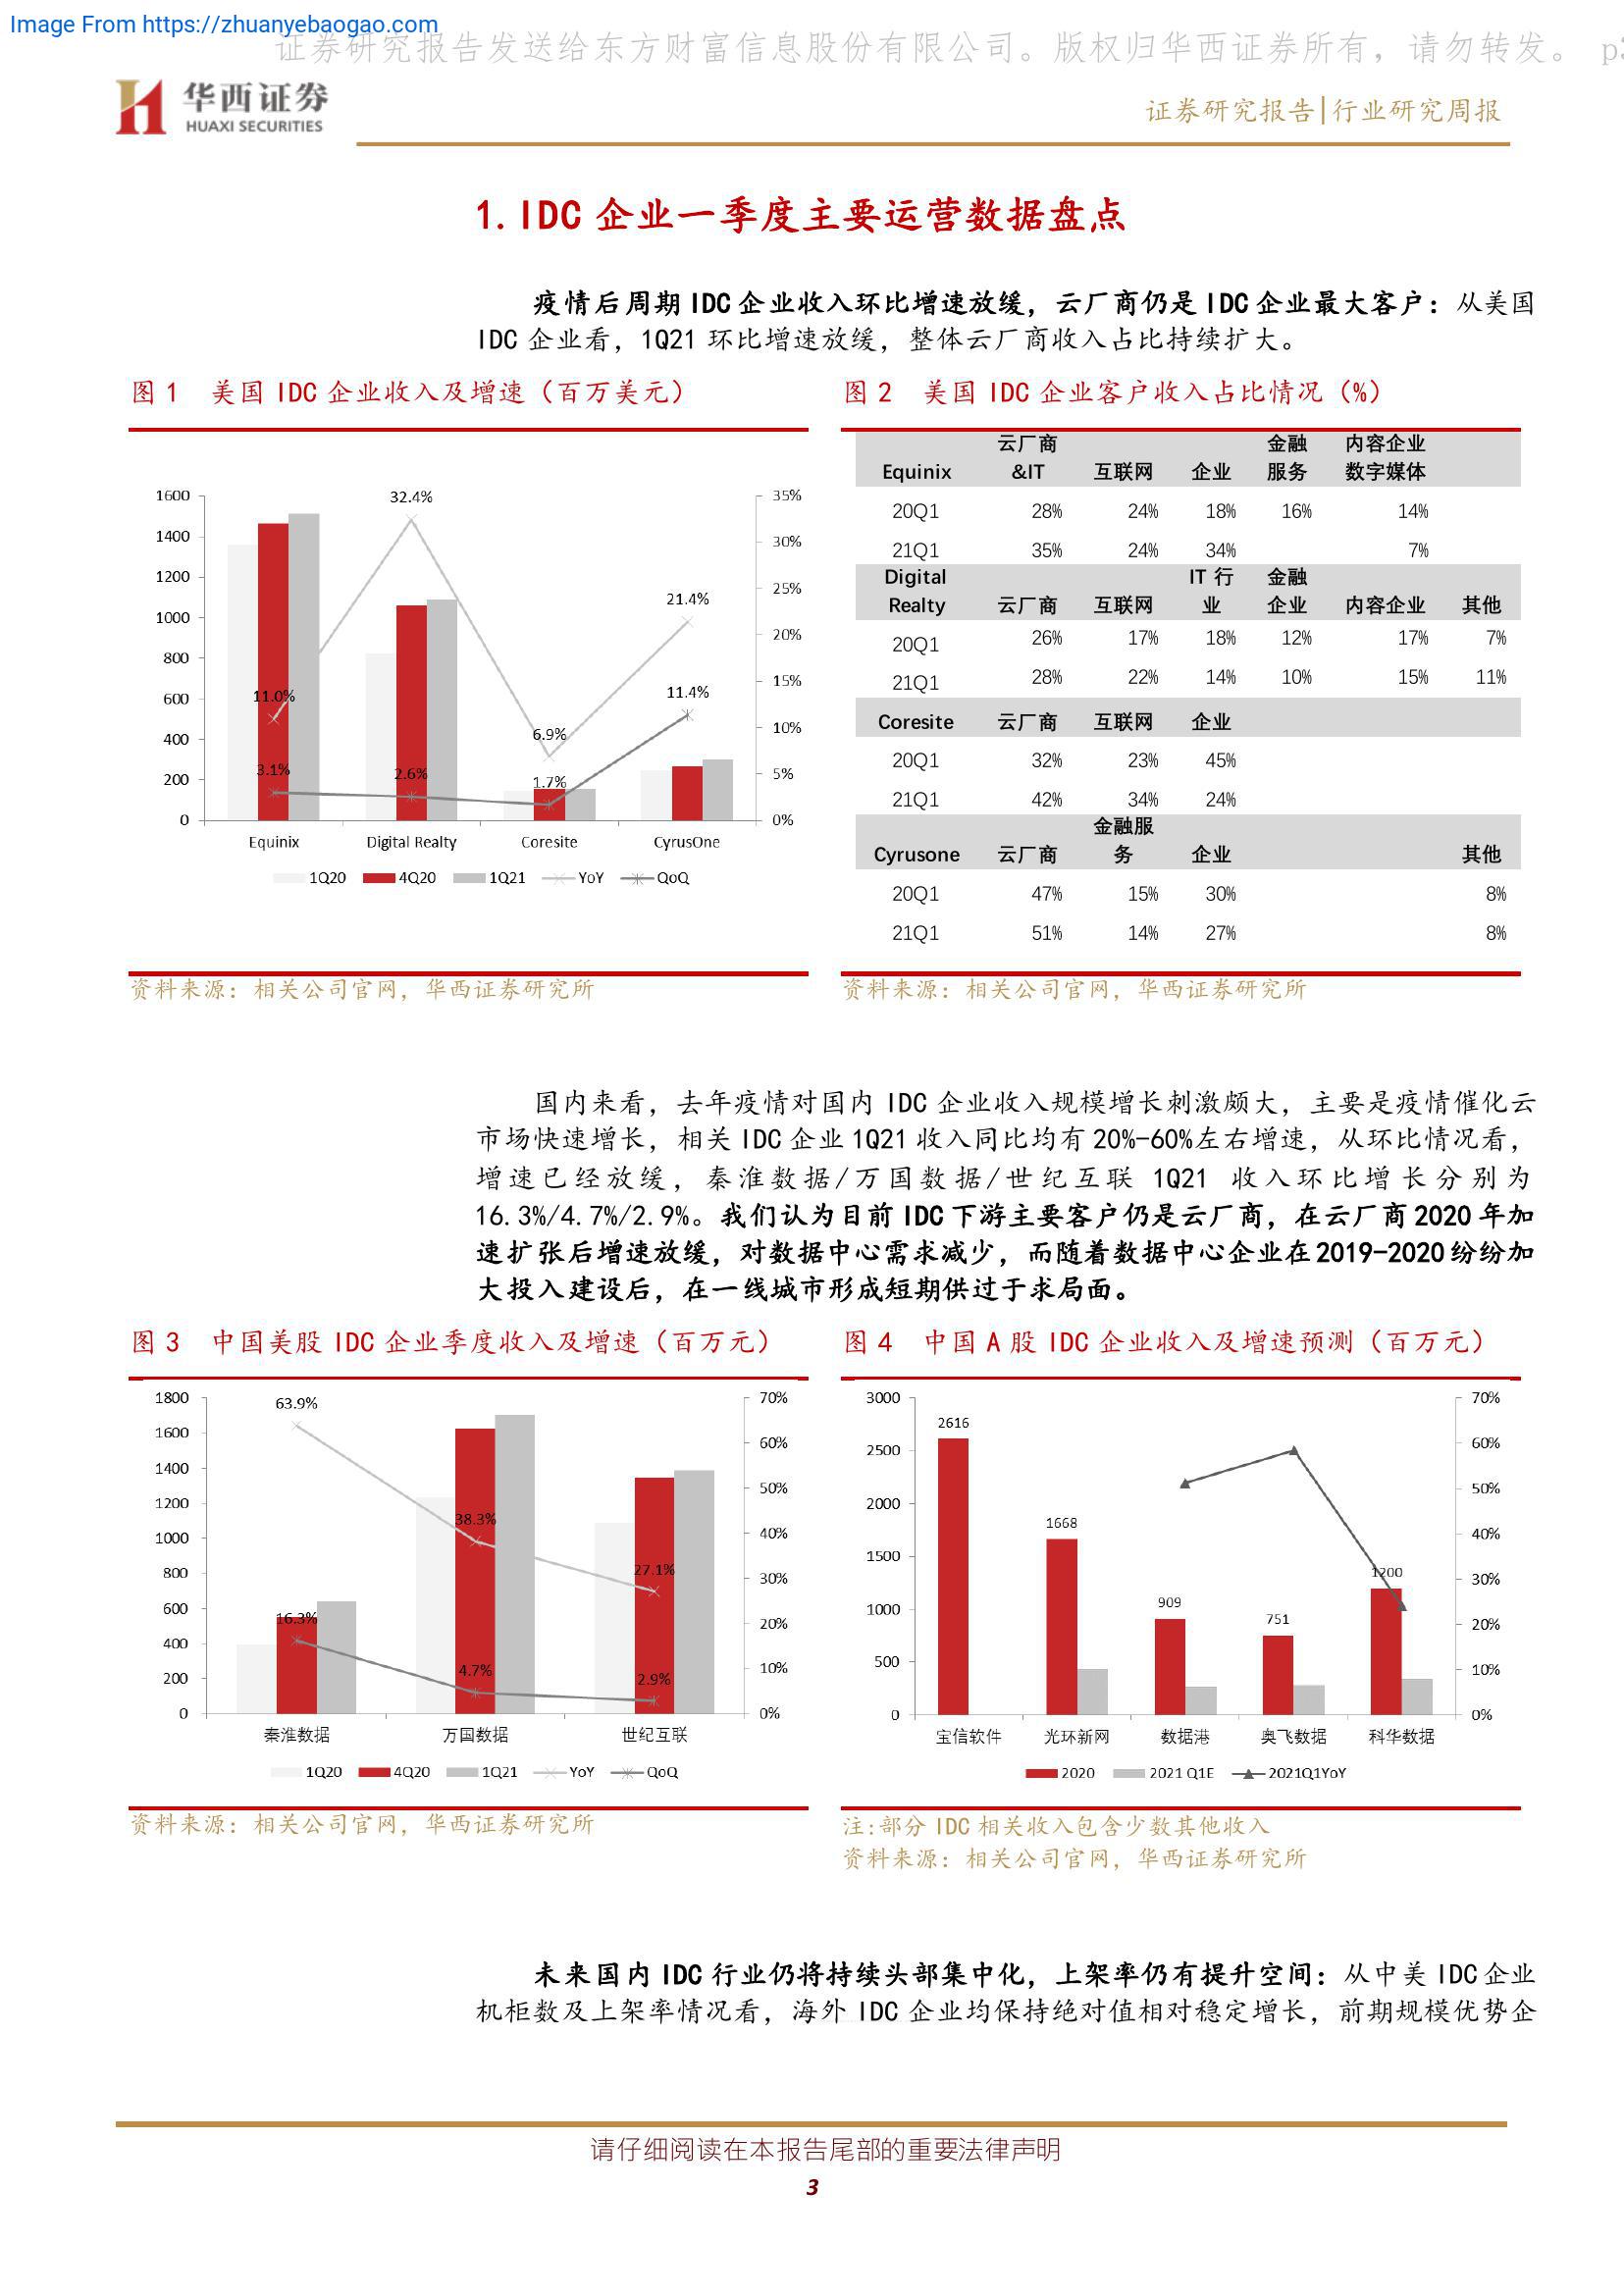 Image From https://zhuanyebaogao.com
证券研究报告发送给东方财富信息股份有限公司。版权归华西证券所有，请勿转发。 p3
华西证券
HUAXI SECURITIES
证券研究报告|行业研究周报
1. IDC 企业一季度主要运营数据盘点
疫情后周期 IDC 企业收入环比增速放缓，云厂商仍是 IDC 企业最大客户：从美国
IDC 企业看，1Q21 环比增速放缓，整体云厂商收入占比持续扩大。
图 1 美国 IDC 企业收入及增速（百万美元）
1600
1400
1200
1000
800
600
400
200
0
35%
30%
25%
20%
15%
10%
5%
0%
32.4%
21.4%
11.0%
11.4%
6.9%
3.1%
2.6%
1.7%
Equinix Digital Realty Coresite CyrusOne
1Q20 4Q20 1Q21 YoY QoQ
资料来源：相关公司官网，华西证券研究所
图 2 美国 IDC 企业客户收入占比情况（%）
云厂商 金融 内容企业
Equinix &IT 互联网 企业 服务 数字媒体
20Q1 28% 24% 18% 16% 14%
21Q1 35% 24% 34% 7%
Digital IT 行 金融
Realty 云厂商 互联网 业 企业 内容企业 其他
20Q1 26% 17% 18% 12% 17% 7%
21Q1 28% 22% 14% 10% 15% 11%
Coresite 云厂商 互联网 企业
20Q1 32% 23% 45%
21Q1 42% 34% 24%
金融服
Cyrusone 云厂商 务 企业 其他
20Q1 47% 15% 30% 8%
21Q1 51% 14% 27% 8%
资料来源：相关公司官网，华西证券研究所
国内来看，去年疫情对国内 IDC 企业收入规模增长刺激颇大，主要是疫情催化云
市场快速增长，相关 IDC 企业 1Q21 收入同比均有 20%-60%左右增速，从环比情况看，
增速已经放缓，秦淮数据/万国数据/世纪互联 1Q21 收入环比增长分别为
16.3%/4.7%/2.9%。我们认为目前 IDC 下游主要客户仍是云厂商，在云厂商 2020 年加
速扩张后增速放缓，对数据中心需求减少，而随着数据中心企业在 2019-2020 纷纷加
大投入建设后，在一线城市形成短期供过于求局面。
图 3 中国美股 IDC 企业季度收入及增速（百万元）
1800
1600
1400
1200
1000
800
600
400
200
0
70%
60%
50%
40%
30%
20%
10%
0%
63.9%
38.3%
27.1%
16.3%
4.7%
2.9%
秦淮数据 万国数据 世纪互联
1Q20 4Q20 1Q21 YoY QoQ
资料来源：相关公司官网，华西证券研究所
图 4 中国 A 股 IDC 企业收入及增速预测（百万元）
3000
2500
2000
1500
1000
500
0
70%
60%
50%
40%
30%
20%
10%
0%
2616
1668
909
751
1200
宝信软件 光环新网 数据港 奥飞数据 科华数据
2020 2021 Q1E 2021Q1YoY
注：部分 IDC 相关收入包含少数其他收入
资料来源：相关公司官网，华西证券研究所
未来国内 IDC 行业仍将持续头部集中化，上架率仍有提升空间：从中美 IDC 企业
机柜数及上架率情况看，海外 IDC 企业均保持绝对值相对稳定增长，前期规模优势企
请仔细阅读在本报告尾部的重要法律声明
3